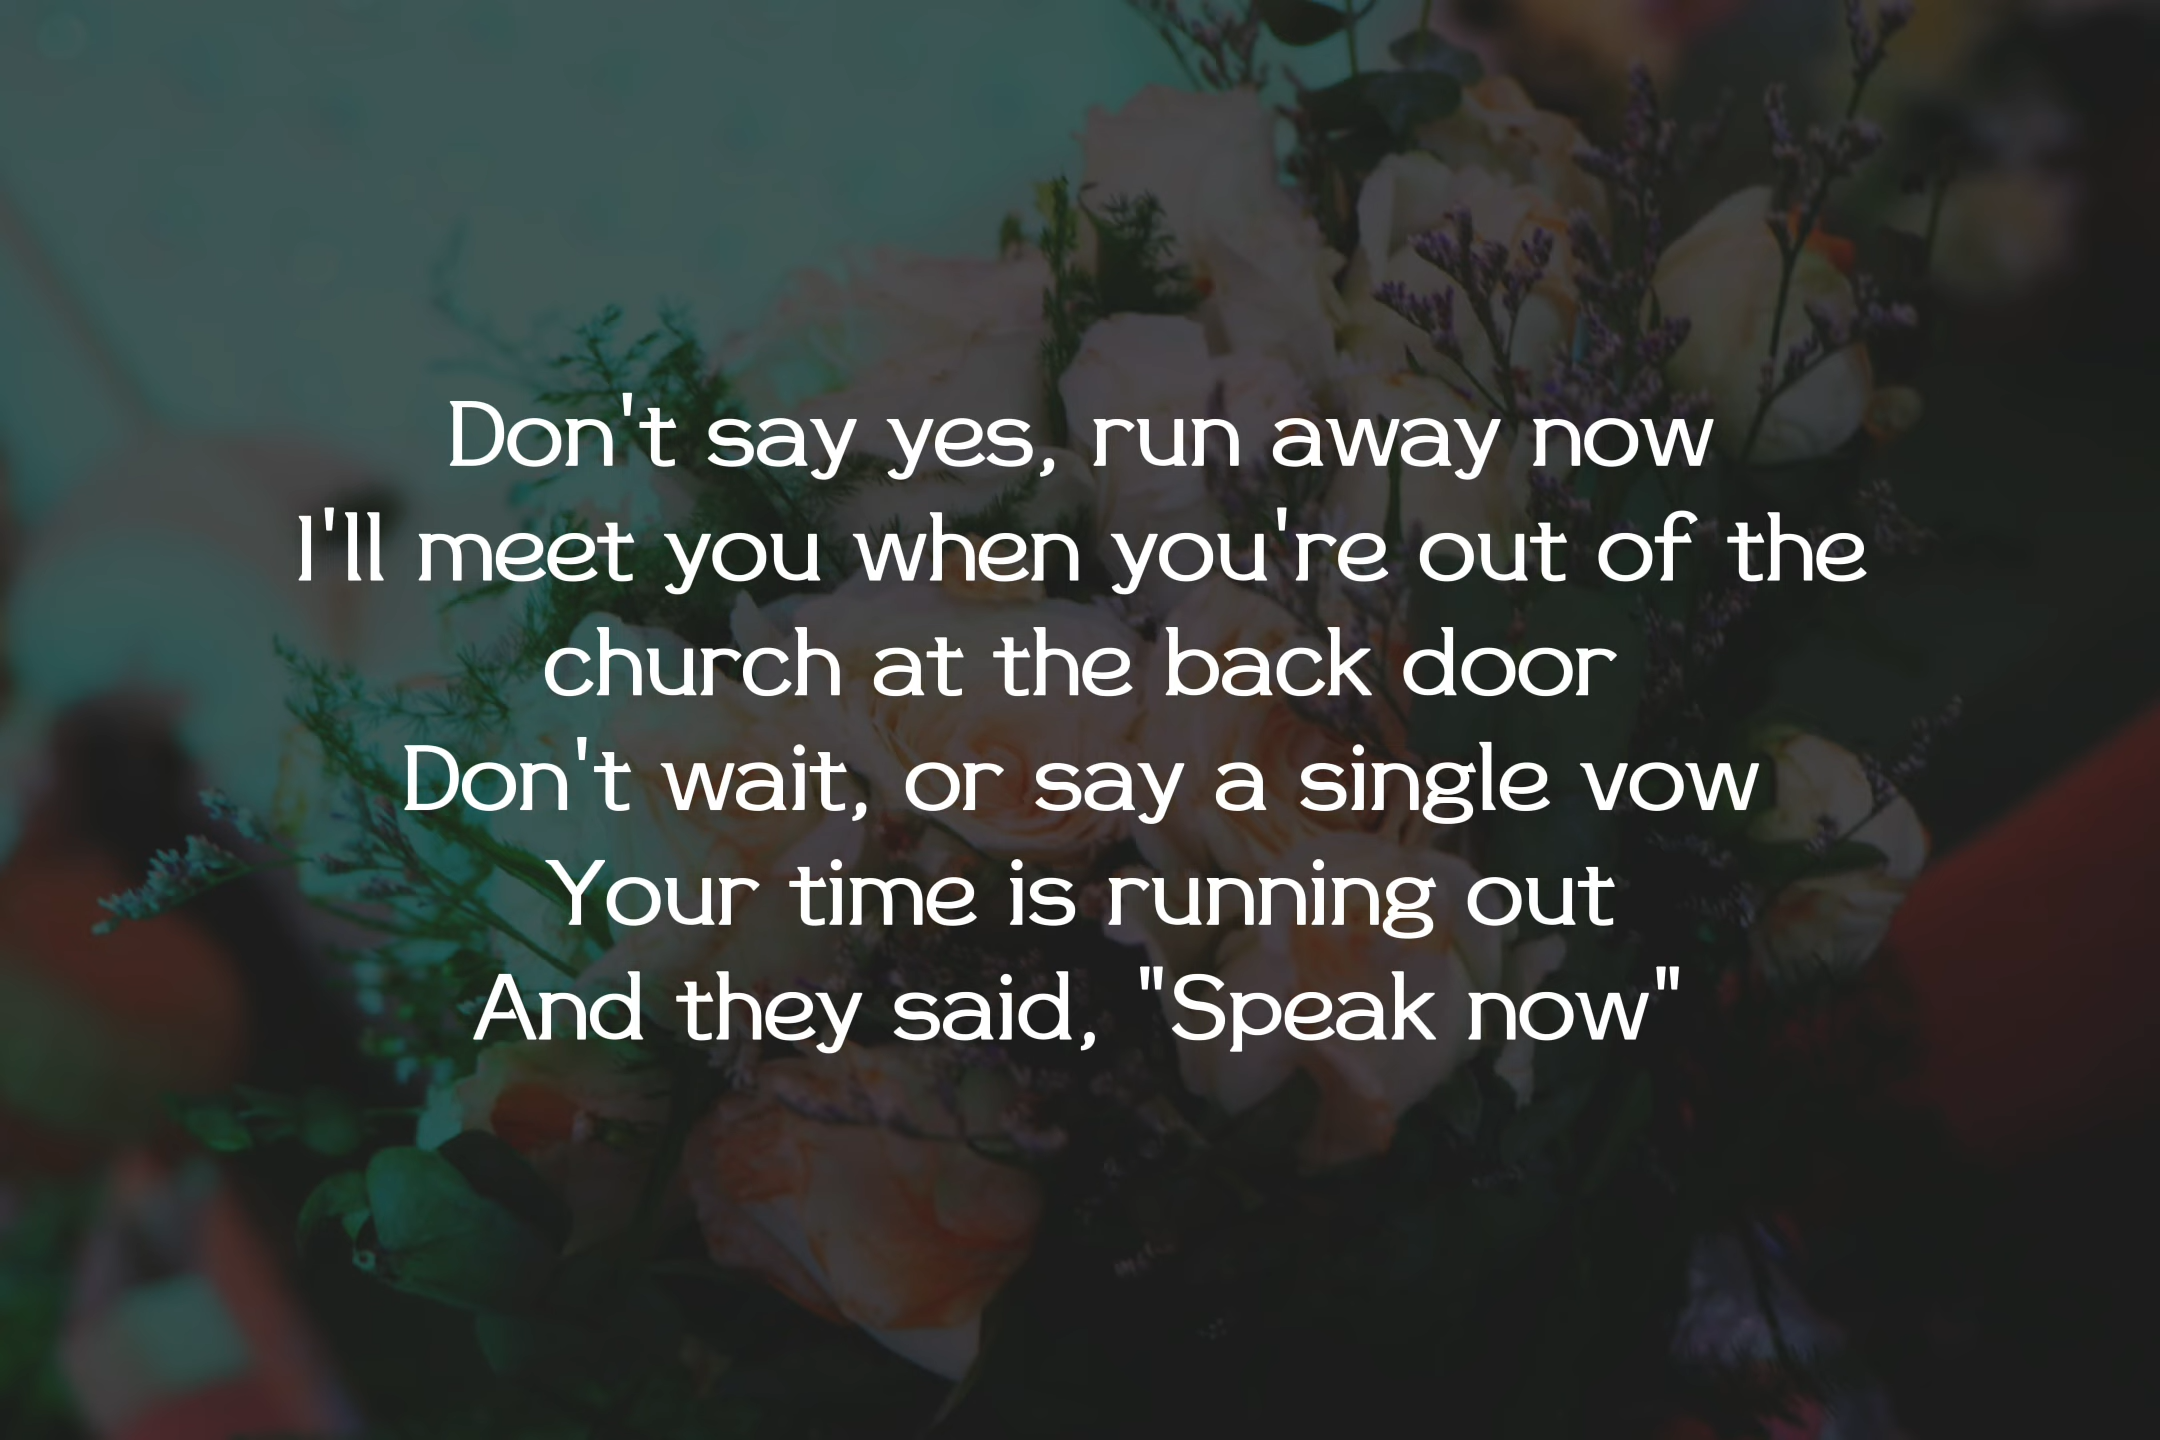 Don't say yes, run away now
I'll meet you when you're out of the
church at the back door
Don't wait, or say a single vow
Your time is running out
And they said, "Speak now"